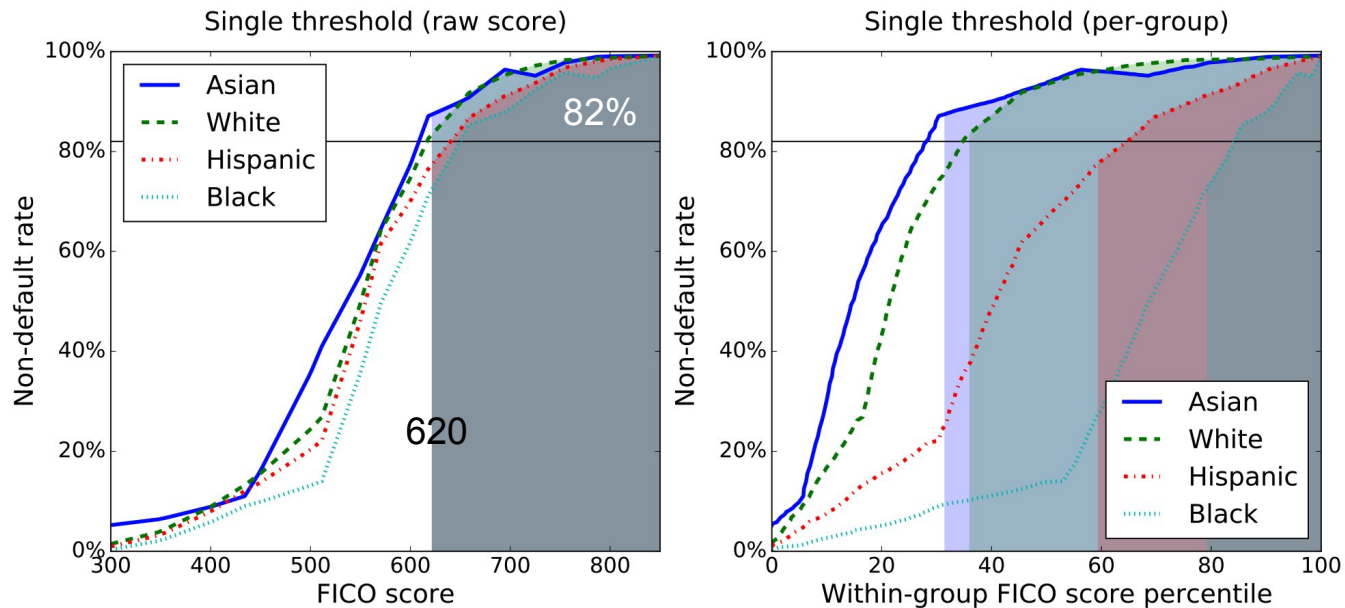 Single threshold (raw score)
100%
80%
60%
40%
20%
0%
Non-default rate
Asian
White
Hispanic
Black
82%
620
300 400 500 600 700 800
FICO score
Single threshold (per-group)
100%
80%
60%
40%
20%
0%
Non-default rate
Asian
White
Hispanic
Black
0 20 40 60 80 100
Within-group FICO score percentile